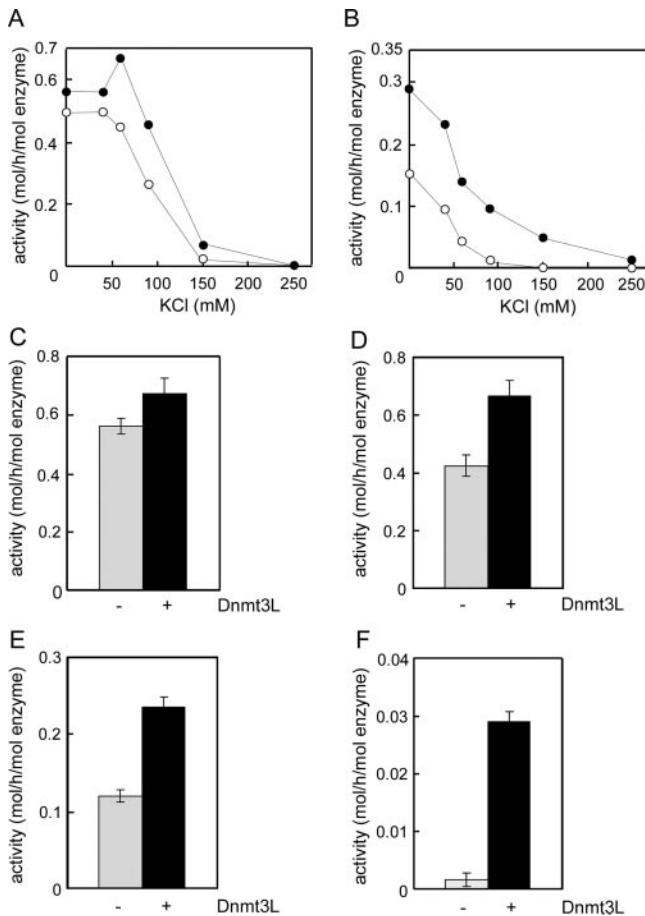 A
B
activity (mol/h/mol enzyme)
0.7
0.6
0.4
0.2
0
0 50 100 150 200 250
KCl (mM)
activity (mol/h/mol enzyme)
0.35
0.3
0.2
0.1
0
50 100 150 200 250
KCl (mM)
C
D
activity (mol/h/mol enzyme)
0.8
0.6
0.4
0.2
0
- + Dnmt3L
activity (mol/h/mol enzyme)
0.8
0.6
0.4
0.2
0
- + Dnmt3L
E
F
activity (mol/h/mol enzyme)
0.3
0.2
0.1
0
- + Dnmt3L
activity (mol/h/mol enzyme)
0.04
0.03
0.02
0.01
0
- + Dnmt3L